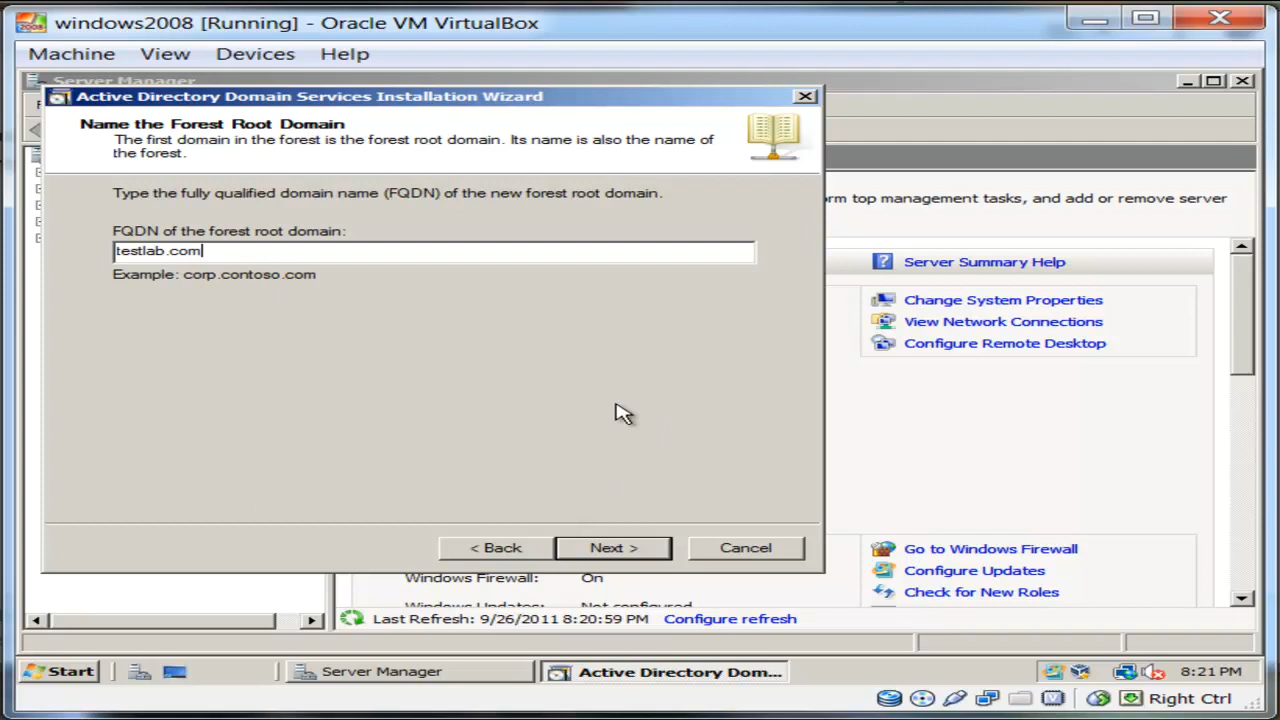 windows2008 [Running] - Oracle VM VirtualBox
Machine View Devices Help
Server Manager
Active Directory Domain Services Installation Wizard
Name the Forest Root Domain
The first domain in the forest is the forest root domain. Its name is also the name of
the forest.
Type the fully qualified domain name (FQDN) of the new forest root domain.
FQDN of the forest root domain:
testlab.com
Example: corp.contoso.com
< Back Next > Cancel
rm top management tasks, and add or remove server
Server Summary Help
Change System Properties
View Network Connections
Configure Remote Desktop
Go to Windows Firewall
Configure Updates
Check for New Roles
Windows Firewall: On
Windows Updates: Not configured
Last Refresh: 9/26/2011 8:20:59 PM Configure refresh
Start Server Manager Active Directory Dom... 8:21 PM
Right Ctrl